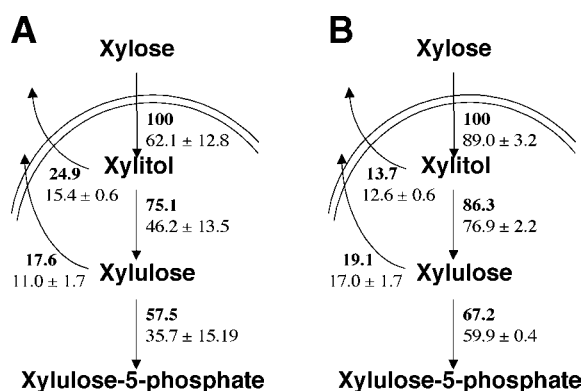 A
Xylose
100
62.1 ± 12.8
Xylitol
24.9
15.4 ± 0.6
75.1
46.2 ± 13.5
17.6
11.0 ± 1.7
Xylulose
57.5
35.7 ± 15.19
Xylulose-5-phosphate
B
Xylose
100
89.0 ± 3.2
Xylitol
13.7
12.6 ± 0.6
86.3
76.9 ± 2.2
19.1
17.0 ± 1.7
Xylulose
67.2
59.9 ± 0.4
Xylulose-5-phosphate